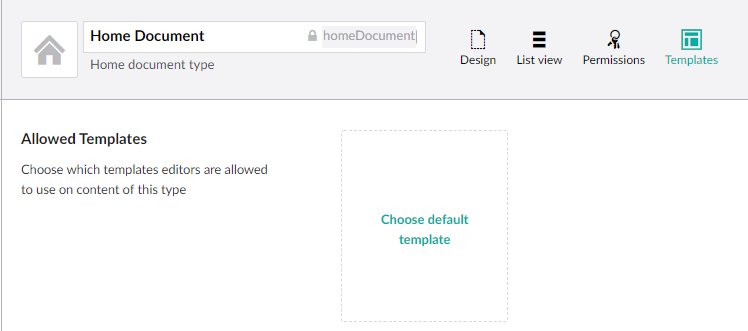 Home Document
homeDocument
Home document type
Design
List view
Permissions
Templates
Allowed Templates
Choose which templates editors are allowed
to use on content of this type
Choose default
template